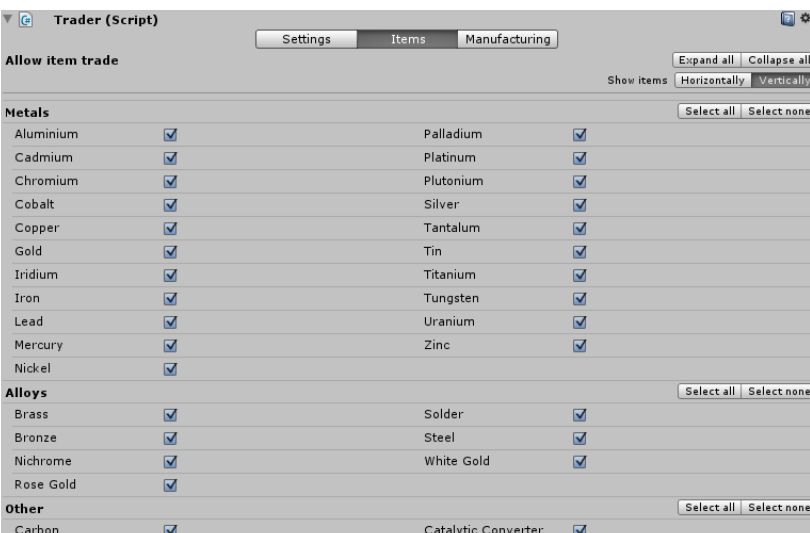 Trader (Script)
Settings Items Manufacturing
Allow item trade Expand all Collapse all
Show items Horizontally Vertically
Metals Select all Select none
Aluminium Palladium
Cadmium Platinum
Chromium Plutonium
Cobalt Silver
Copper Tantalum
Gold Tin
Iridium Titanium
Iron Tungsten
Lead Uranium
Mercury Zinc
Nickel
Alloys Select all Select none
Brass Solder
Bronze Steel
Nichrome White Gold
Rose Gold
Other Select all Select none
Carbon Catalytic Converter